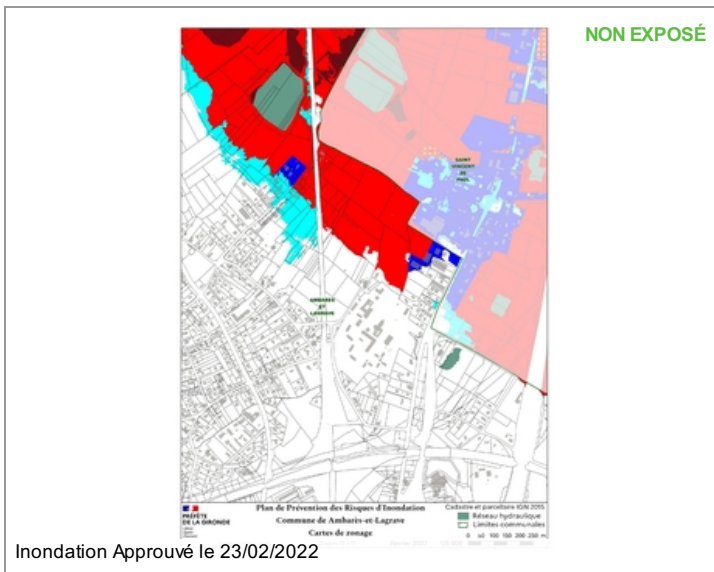 NON EXPOSÉ
SAINT
VINCENT
DE
PAUL
AMBARES
ET
LAGRAVE
PRÉFÈTE
DE LA GIRONDE
Plan de Prévention des Risques d'Inondation
Commune de Ambarès-et-Lagrave
Cartes de zonage
Cadastre et parcellaire IGN 2015
Réseau hydraulique
Limites communales
0 50 100 150 200 250 m
Inondation Approuvé le 23/02/2022